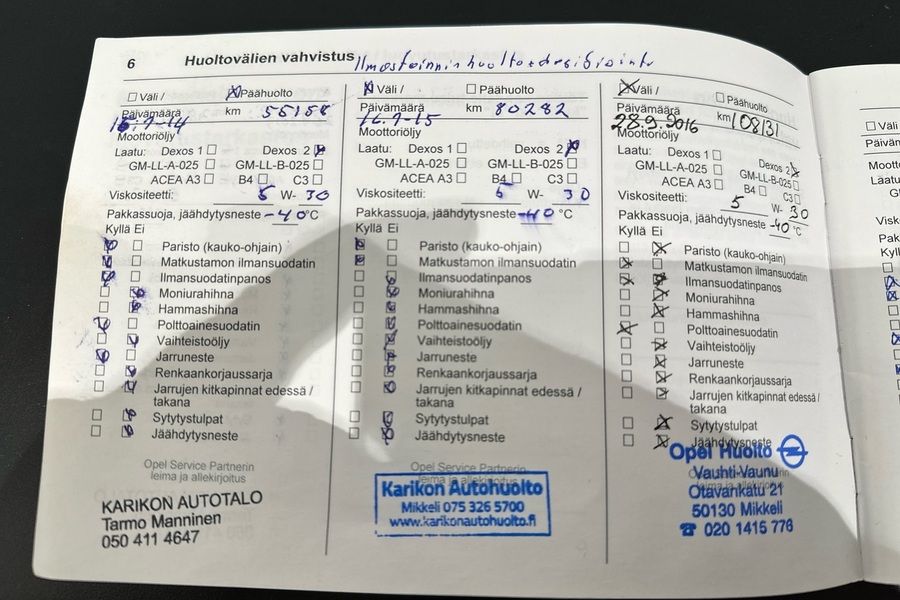 6 Huoltovälien vahvistus Ilmastoinnin huolto + desifiointi
Väli / Päähuolto
Päivämäärä km 55158
16.7-14
Moottoriöljy
Laatu: Dexos 1 Dexos 2
GM-LL-A-025 GM-LL-B-025
ACEA A3 B4 C3
Viskositeetti: 5 W- 30
Pakkassuoja, jäähdytysneste -40 °C
Kyllä Ei
Paristo (kauko-ohjain)
Matkustamon ilmansuodatin
Ilmansuodatinpanos
Moniurahihna
Hammashihna
Polttoainesuodatin
Vaihteistoöljy
Jarruneste
Renkaankorjaussarja
Jarrujen kitkapinnat edessä /
takana
Sytytystulpat
Jäähdytysneste
Opel Service Partnerin
leima ja allekirjoitus
KARIKON AUTOTALO
Tarmo Manninen
050 411 4647
Väli / Päähuolto
Päivämäärä km 80282
16.7-15
Moottoriöljy
Laatu: Dexos 1 Dexos 2
GM-LL-A-025 GM-LL-B-025
ACEA A3 B4 C3
Viskositeetti: 5 W- 30
Pakkassuoja, jäähdytysneste -40 °C
Kyllä Ei
Paristo (kauko-ohjain)
Matkustamon ilmansuodatin
Ilmansuodatinpanos
Moniurahihna
Hammashihna
Polttoainesuodatin
Vaihteistoöljy
Jarruneste
Renkaankorjaussarja
Jarrujen kitkapinnat edessä /
takana
Sytytystulpat
Jäähdytysneste
Opel Service Partnerin
leima ja allekirjoitus
Karikon Autohuolto
Mikkeli 075 326 5700
www.karikonautohuolto.fi
Väli / Päähuolto
Päivämäärä km 108131
28.9.2016
Moottoriöljy
Laatu: Dexos 1 Dexos 2
GM-LL-A-025 GM-LL-B-025
ACEA A3 B4 C3
Viskositeetti: 5 W- 30
Pakkassuoja, jäähdytysneste -40 °C
Kyllä Ei
Paristo (kauko-ohjain)
Matkustamon ilmansuodatin
Ilmansuodatinpanos
Moniurahihna
Hammashihna
Polttoainesuodatin
Vaihteistoöljy
Jarruneste
Renkaankorjaussarja
Jarrujen kitkapinnat edessä /
takana
Sytytystulpat
Jäähdytysneste
Opel Huolto
Vauhti-Vaunu
Otavankatu 21
50130 Mikkeli
☎ 020 1415 776
Väli